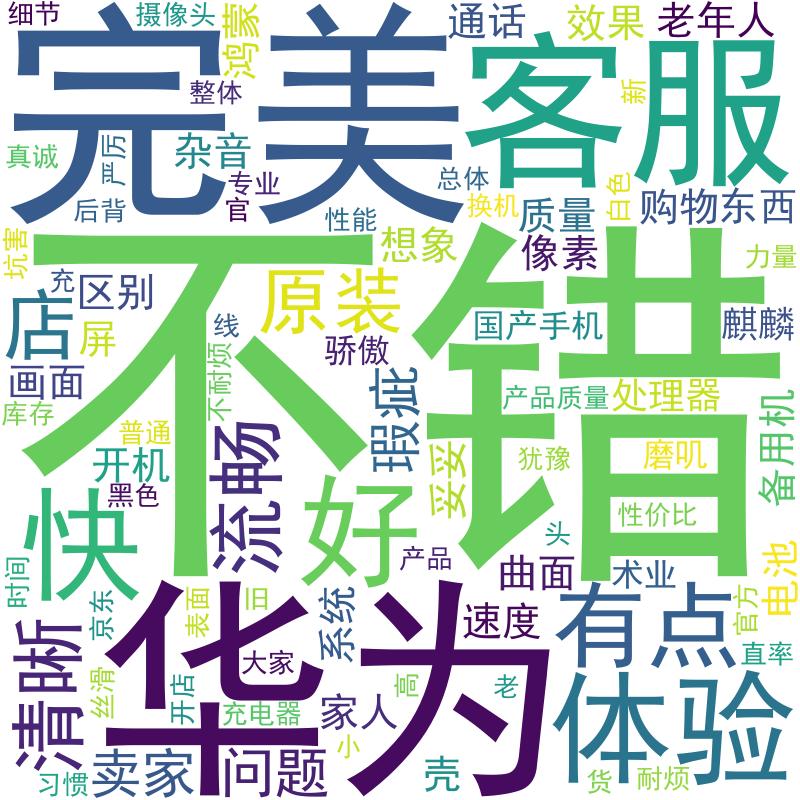 细节
摄像头
鸿蒙
通话
效果
老年人
完美
客服
整体
新
真诚
严厉
杂音
专业
总体
后背
官
性能
换机
质量
白色
购物东西
坑害
不错
想象
像素
力量
充
区别
原装
店
屏
线
骄傲
国产手机
麒麟
画面
不耐烦
瑕疵
产品质量
处理器
库存
普通
流畅
妥妥
备用机
开机
犹豫
磨叽
黑色
快
好
性价比
头
时间
产品
曲面
术业
电池
华为
京东
表面
旧
系统
速度
有点
官方
清晰
大家
直率
丝滑
开店
充电器
家人
高
老
体验
小
习惯
卖家
问题
壳
货
耐烦